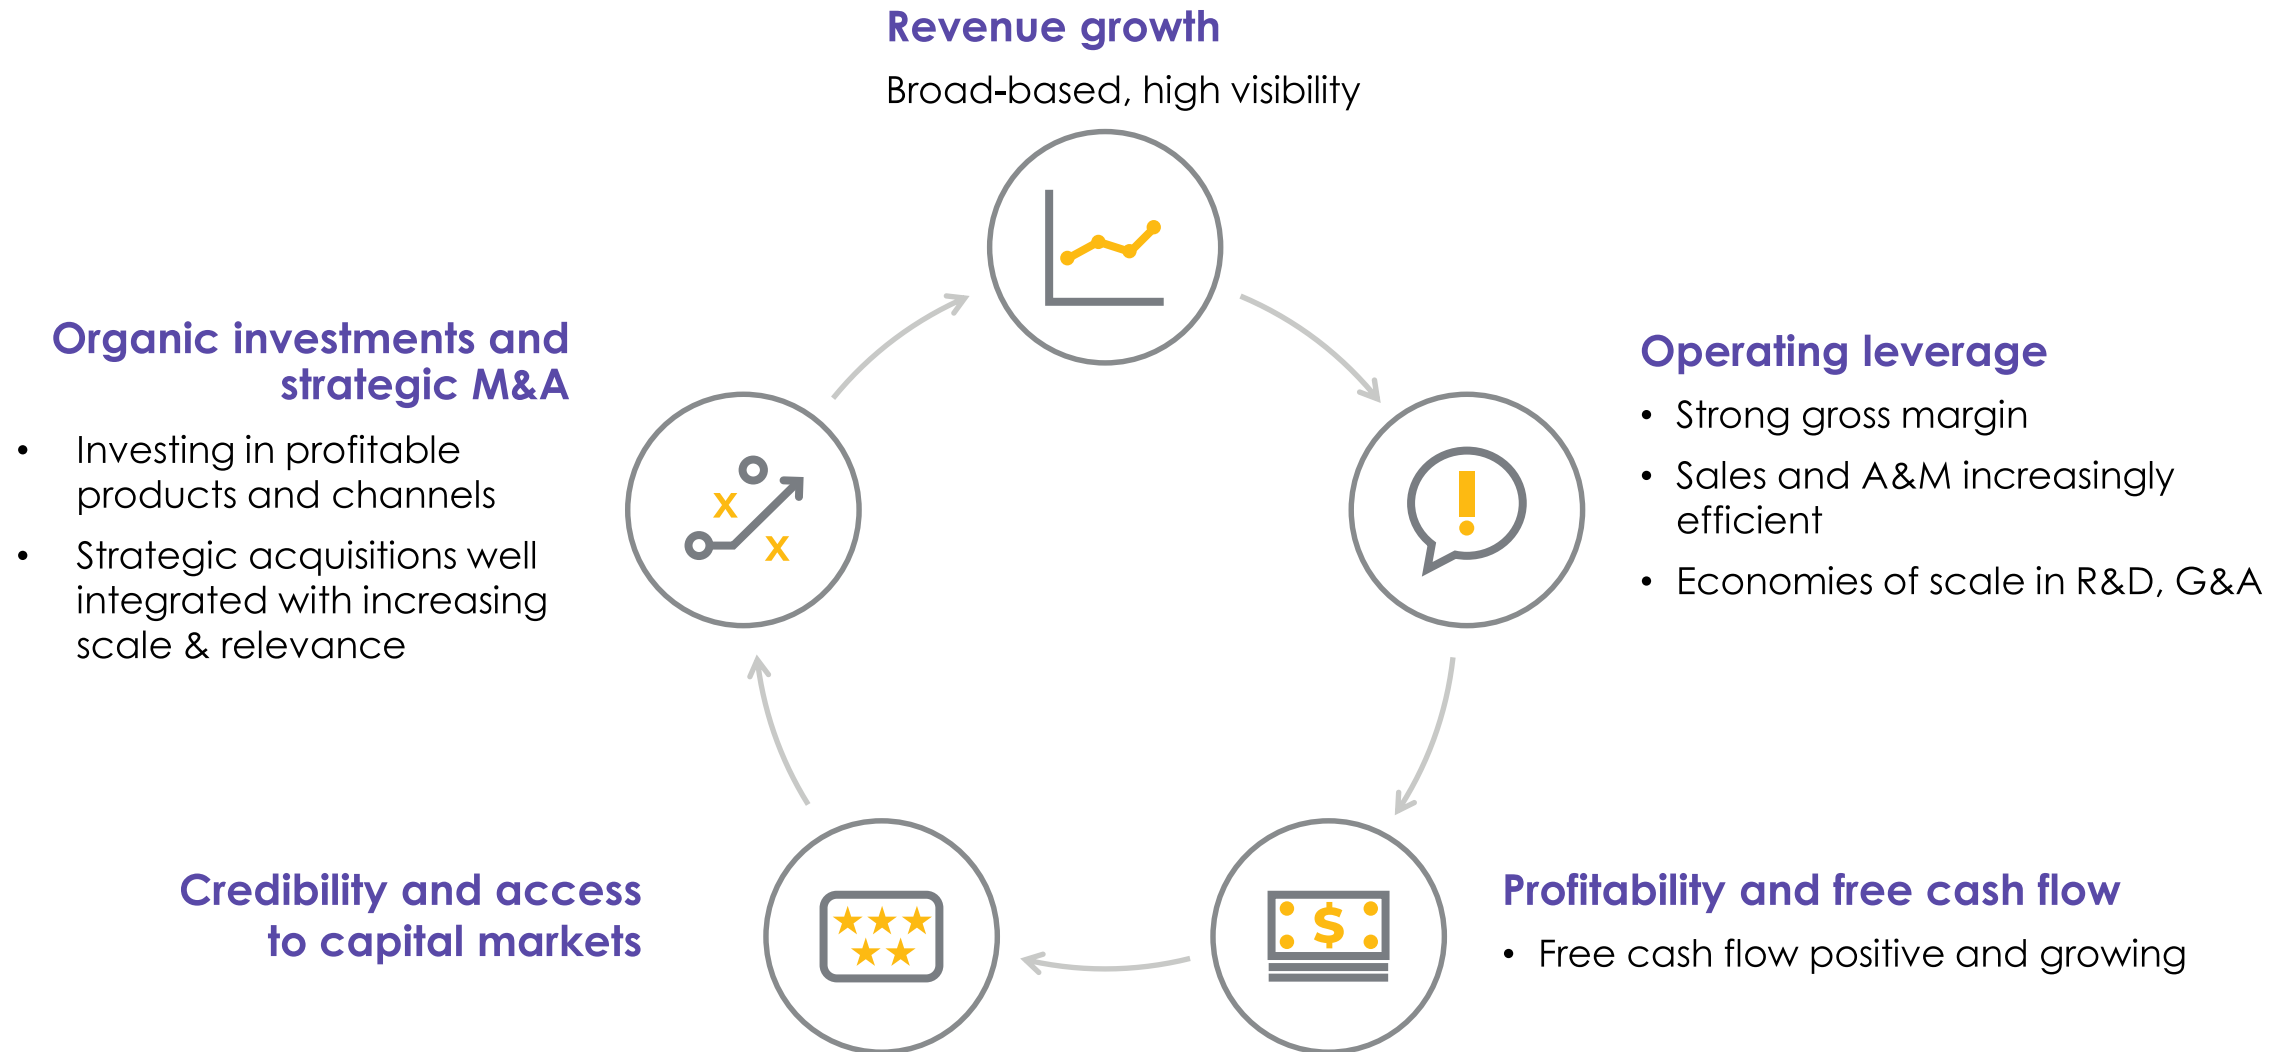 Revenue growth
Broad-based, high visibility
Operating leverage
• Strong gross margin
• Sales and A&M increasingly
efficient
• Economies of scale in R&D, G&A
Profitability and free cash flow
• Free cash flow positive and growing
Credibility and access
to capital markets
Organic investments and
strategic M&A
• Investing in profitable
products and channels
• Strategic acquisitions well
integrated with increasing
scale & relevance
x
x
!
$